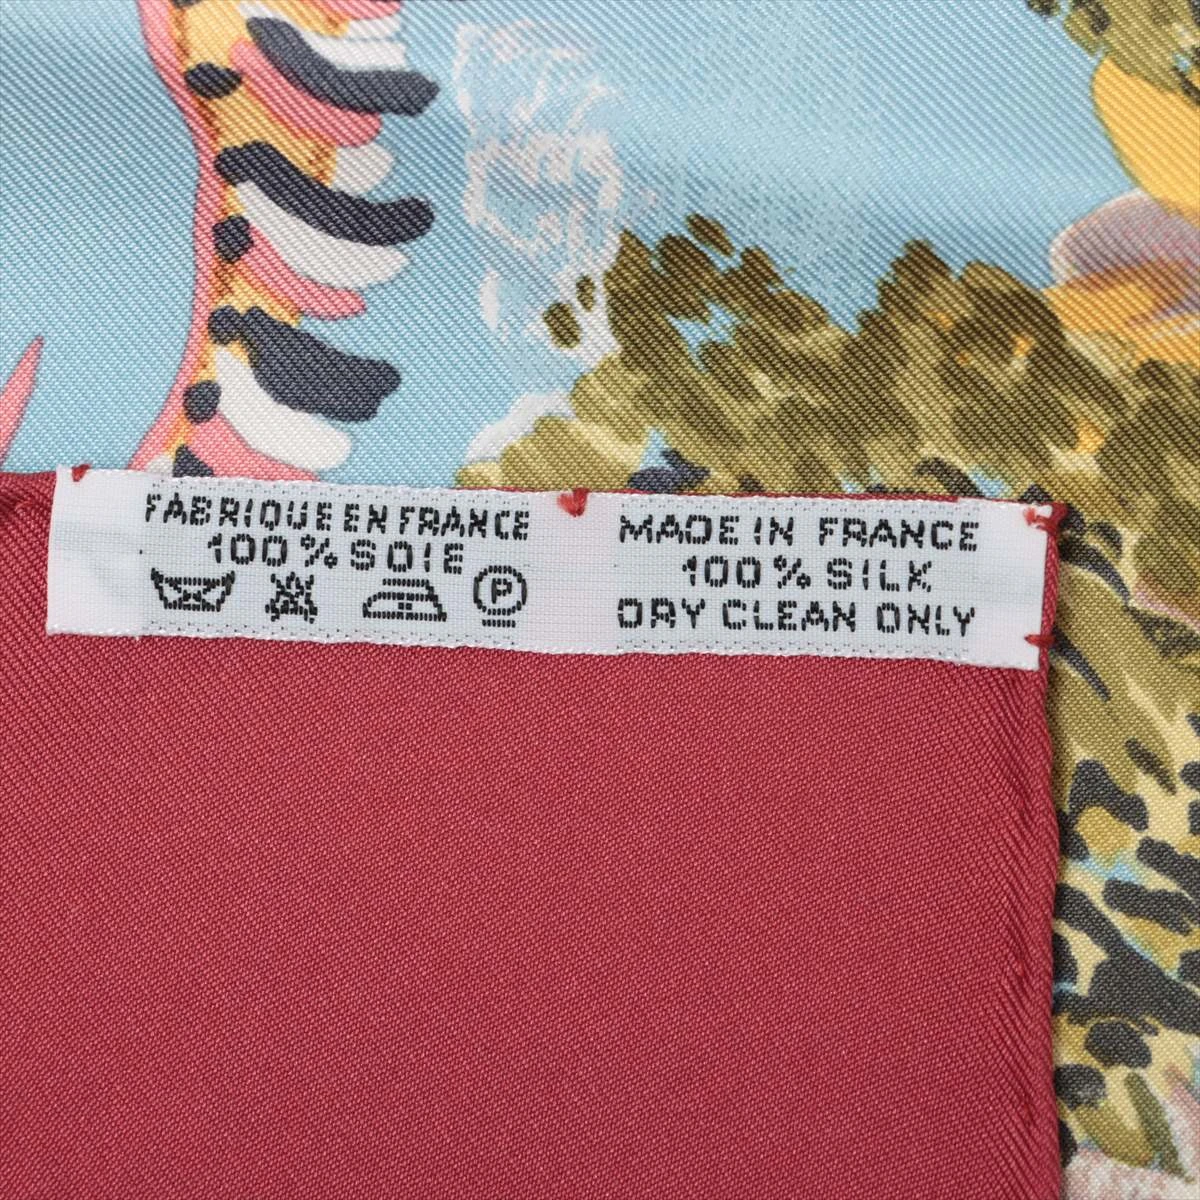 FABRIQUE EN FRANCE
100% SOIE
P
MADE IN FRANCE
100% SILK
DRY CLEAN ONLY